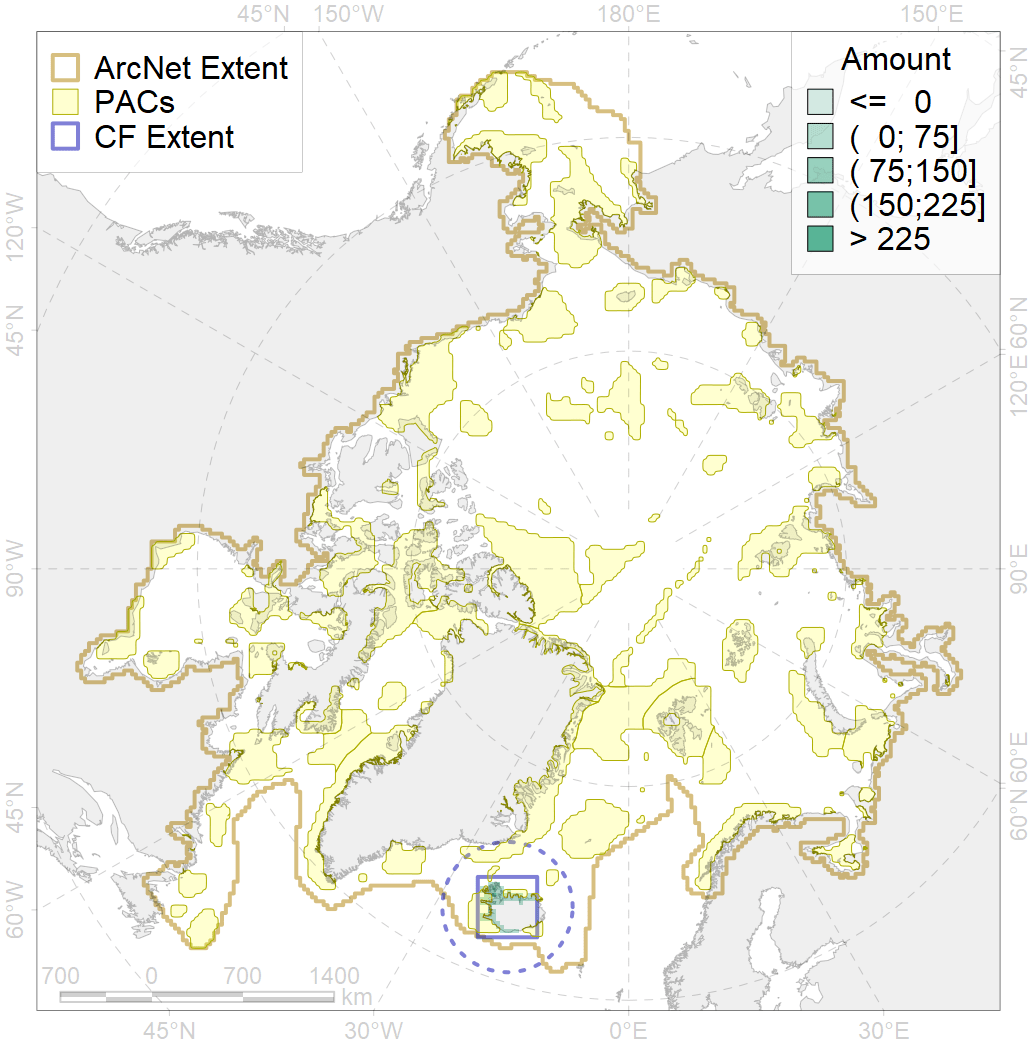 45°N 150°W 180°E 150°E
ArcNet Extent
PACs
CF Extent
Amount
<= 0
( 0; 75]
( 75;150]
(150;225]
> 225
45°N
120°W
60°N
45°N
120°E
90°W
90°E
60°E
45°N
60°N
60°W
700 0 700 1400
km
45°N 30°W 0°E 30°E